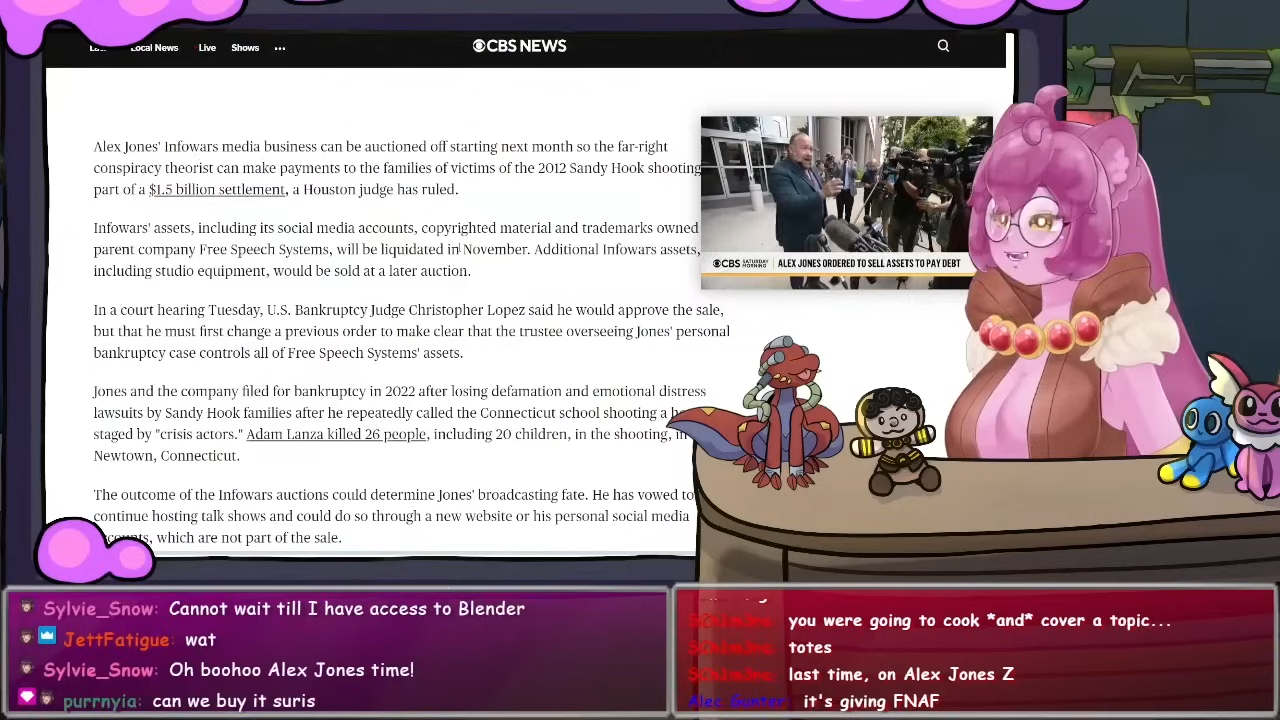 Local News Live Shows ...
CBS NEWS
Alex Jones' Infowars media business can be auctioned off starting next month so the far-right
conspiracy theorist can make payments to the families of victims of the 2012 Sandy Hook shooting
part of a $1.5 billion settlement, a Houston judge has ruled.
Infowars' assets, including its social media accounts, copyrighted material and trademarks owned
parent company Free Speech Systems, will be liquidated in November. Additional Infowars assets,
including studio equipment, would be sold at a later auction.
In a court hearing Tuesday, U.S. Bankruptcy Judge Christopher Lopez said he would approve the sale,
but that he must first change a previous order to make clear that the trustee overseeing Jones' personal
bankruptcy case controls all of Free Speech Systems' assets.
Jones and the company filed for bankruptcy in 2022 after losing defamation and emotional distress
lawsuits by Sandy Hook families after he repeatedly called the Connecticut school shooting a
staged by "crisis actors." Adam Lanza killed 26 people, including 20 children, in the shooting, in
Newtown, Connecticut.
The outcome of the Infowars auctions could determine Jones' broadcasting fate. He has vowed to
continue hosting talk shows and could do so through a new website or his personal social media
which are not part of the sale.
CBS SATURDAY MORNING ALEX JONES ORDERED TO SELL ASSETS TO PAY DEBT
Sylvie_Snow: Cannot wait till I have access to Blender
JettFatigue: wat
Sylvie_Snow: Oh boohoo Alex Jones time!
purrnyia: can we buy it suris
you were going to cook *and* cover a topic...
totes
last time, on Alex Jones Z
Alec Gunter: it's giving FNAF